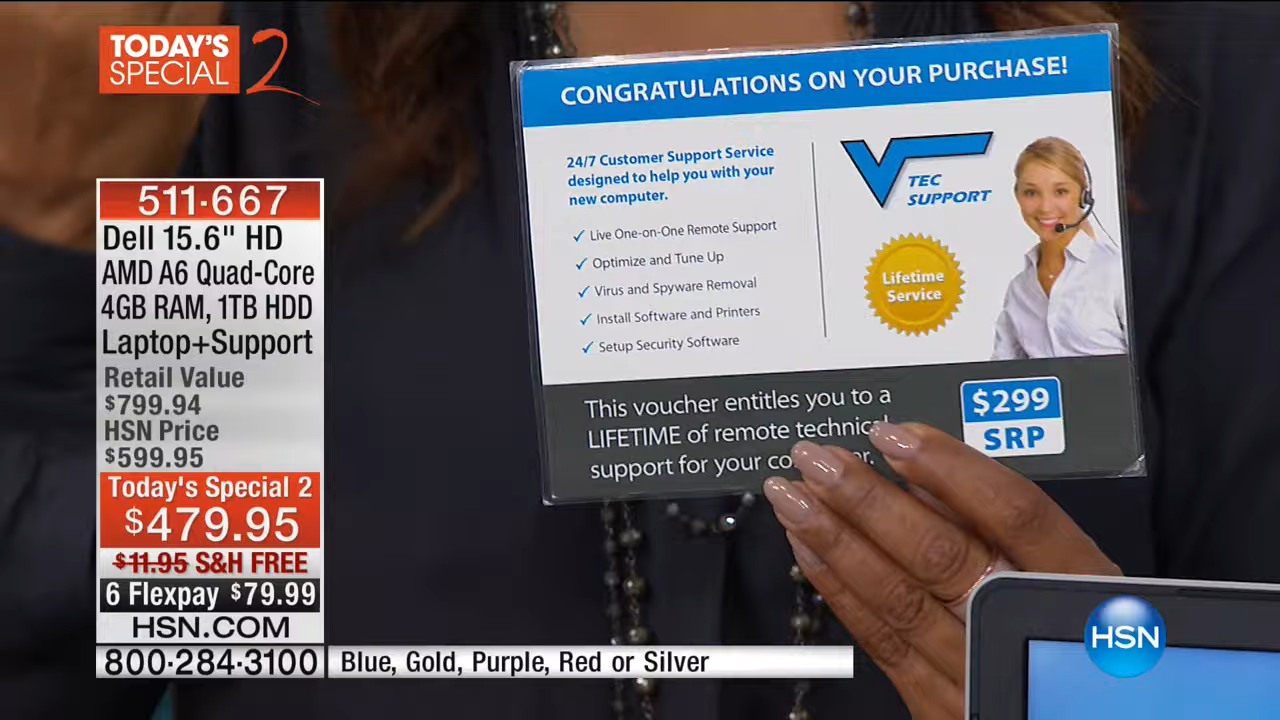 TODAY'S
SPECIAL 2
511-667
Dell 15.6" HD
AMD A6 Quad-Core
4GB RAM, 1TB HDD
Laptop+Support
Retail Value
$799.94
HSN Price
$599.95
Today's Special 2
$479.95
$11.95 S&H FREE
6 Flexpay $79.99
HSN.COM
800-284-3100
Blue, Gold, Purple, Red or Silver
CONGRATULATIONS ON YOUR PURCHASE!
24/7 Customer Support Service
designed to help you with your
new computer.
✓ Live One-on-One Remote Support
✓ Optimize and Tune Up
✓ Virus and Spyware Removal
✓ Install Software and Printers
✓ Setup Security Software
TEC
SUPPORT
Lifetime
Service
This voucher entitles you to a
LIFETIME of remote technical
support for your
$299
SRP
HSN